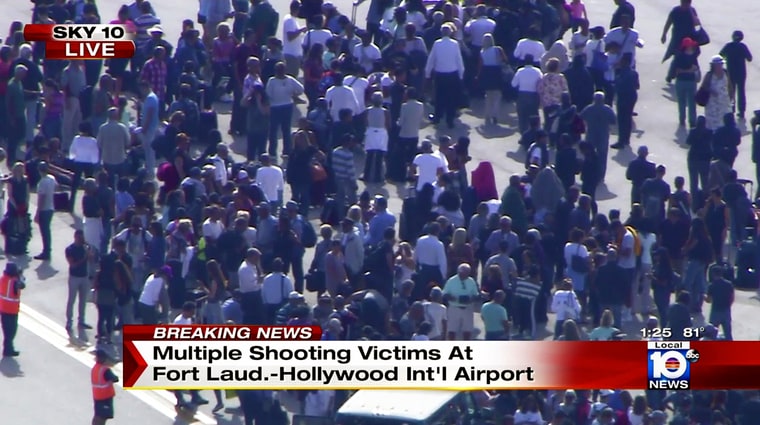 SKY 10
LIVE
BREAKING NEWS
Multiple Shooting Victims At
Fort Laud.-Hollywood Int'l Airport
1:25 81°
Local
10 abc
NEWS